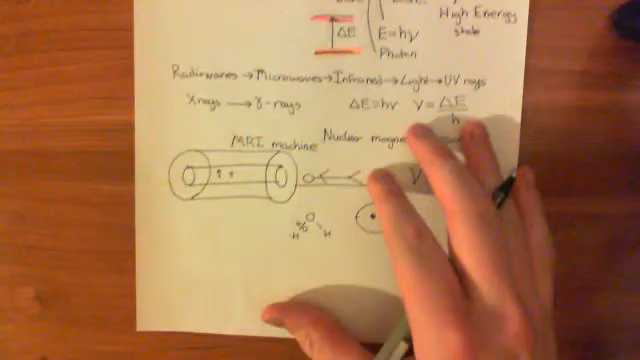 High Energy
state
ΔE
E=hν
Photon
Radiowaves → Microwaves → Infrared → Light → UV rays
Xrays → γ-rays
ΔE=hν ν = ΔE
h
MRI machine
Nuclear magne
ν
O
H
H